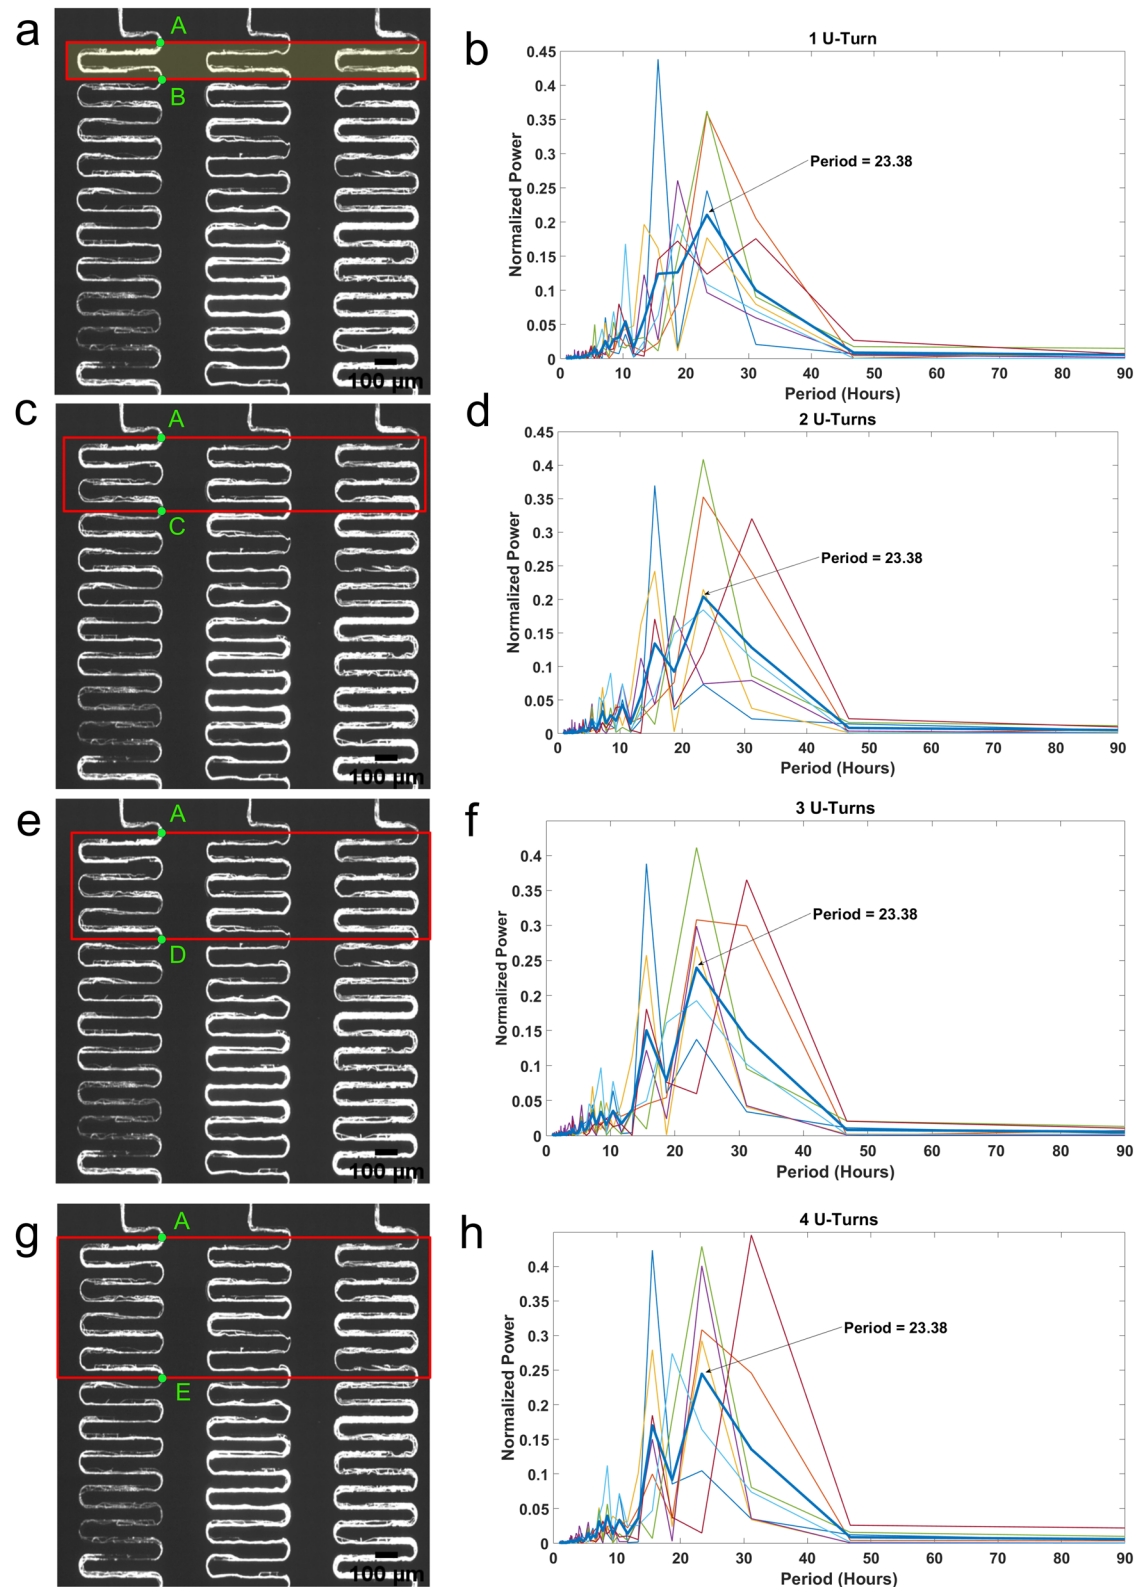 a
A
B
100 µm
b
1 U-Turn
Normalized Power
0.45
0.4
0.35
0.3
0.25
0.2
0.15
0.1
0.05
0
Period = 23.38
0 10 20 30 40 50 60 70 80 90
Period (Hours)
c
A
C
100 µm
d
2 U-Turns
Normalized Power
0.45
0.4
0.35
0.3
0.25
0.2
0.15
0.1
0.05
0
Period = 23.38
0 10 20 30 40 50 60 70 80 90
Period (Hours)
e
A
D
100 µm
f
3 U-Turns
Normalized Power
0.4
0.35
0.3
0.25
0.2
0.15
0.1
0.05
0
Period = 23.38
0 10 20 30 40 50 60 70 80 90
Period (Hours)
g
A
E
100 µm
h
4 U-Turns
Normalized Power
0.4
0.35
0.3
0.25
0.2
0.15
0.1
0.05
0
Period = 23.38
0 10 20 30 40 50 60 70 80 90
Period (Hours)